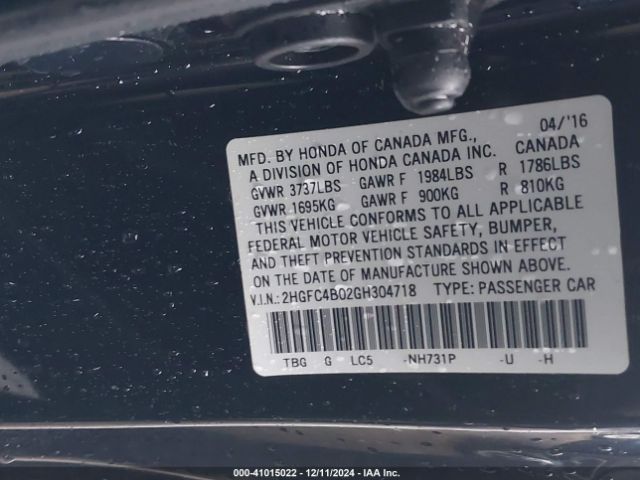 04/'16
MFD. BY HONDA OF CANADA MFG., CANADA
A DIVISION OF HONDA CANADA INC.
GVWR 3737LBS GAWR F 1984LBS R 1786LBS
GVWR 1695KG GAWR F 900KG R 810KG
THIS VEHICLE CONFORMS TO ALL APPLICABLE
FEDERAL MOTOR VEHICLE SAFETY, BUMPER,
AND THEFT PREVENTION STANDARDS IN EFFECT
ON THE DATE OF MANUFACTURE SHOWN ABOVE.
V.I.N.: 2HGFC4B02GH304718 TYPE: PASSENGER CAR
TBG G LC5 -NH731P -U -H
000-41015022 - 12/11/2024 - IAA Inc.